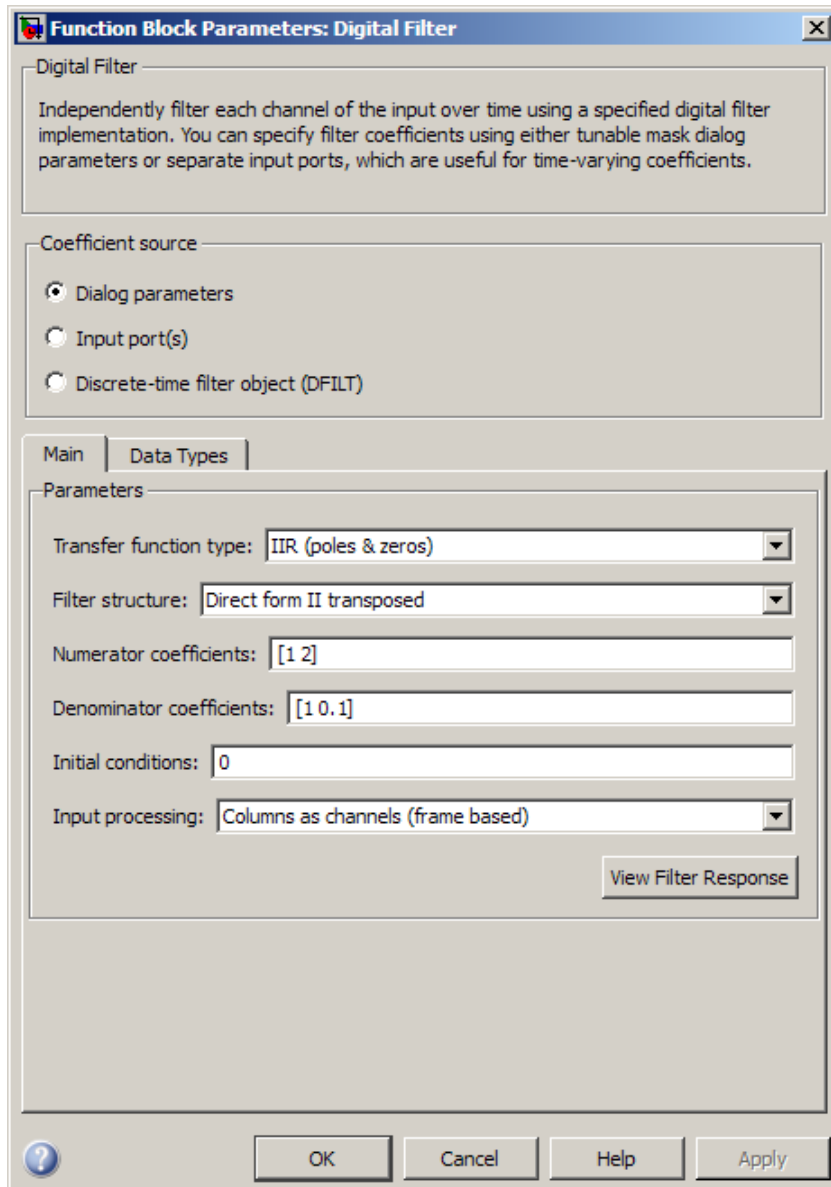 Function Block Parameters: Digital Filter
Digital Filter
Independently filter each channel of the input over time using a specified digital filter
implementation. You can specify filter coefficients using either tunable mask dialog
parameters or separate input ports, which are useful for time-varying coefficients.
Coefficient source
Dialog parameters
Input port(s)
Discrete-time filter object (DFILT)
Main Data Types
Parameters
Transfer function type: IIR (poles & zeros)
Filter structure: Direct form II transposed
Numerator coefficients: [1 2]
Denominator coefficients: [1 0.1]
Initial conditions: 0
Input processing: Columns as channels (frame based)
View Filter Response
? OK Cancel Help Apply